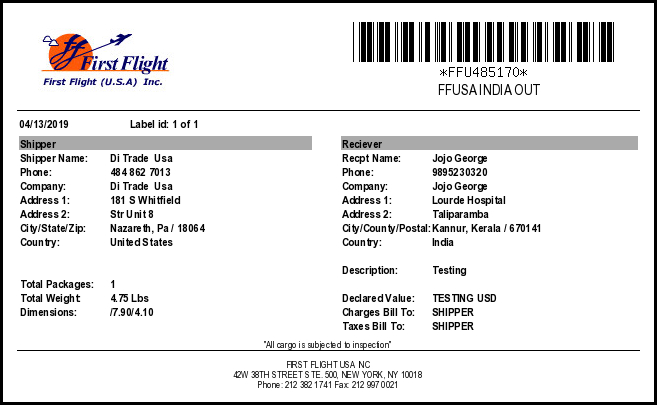 First Flight
First Flight (U.S.A) Inc.
*FFU485170*
FFUSAINDIAOUT
04/13/2019 Label id: 1 of 1
Shipper
Shipper Name: Di Trade Usa
Phone: 484 862 7013
Company: Di Trade Usa
Address 1: 181 S Whitfield
Address 2: Str Unit 8
City/State/Zip: Nazareth, Pa / 18064
Country: United States
Total Packages: 1
Total Weight: 4.75 Lbs
Dimensions: /7.90/4.10
Reciever
Recpt Name: Jojo George
Phone: 9895230320
Company: Jojo George
Address 1: Lourde Hospital
Address 2: Taliparamba
City/County/Postal: Kannur, Kerala / 670141
Country: India
Description: Testing
Declared Value: TESTING USD
Charges Bill To: SHIPPER
Taxes Bill To: SHIPPER
"All cargo is subjected to inspection"
FIRST FLIGHT USA INC
42W 38TH STREET STE. 500, NEW YORK, NY 10018
Phone: 212 382 1741 Fax: 212 997 0021